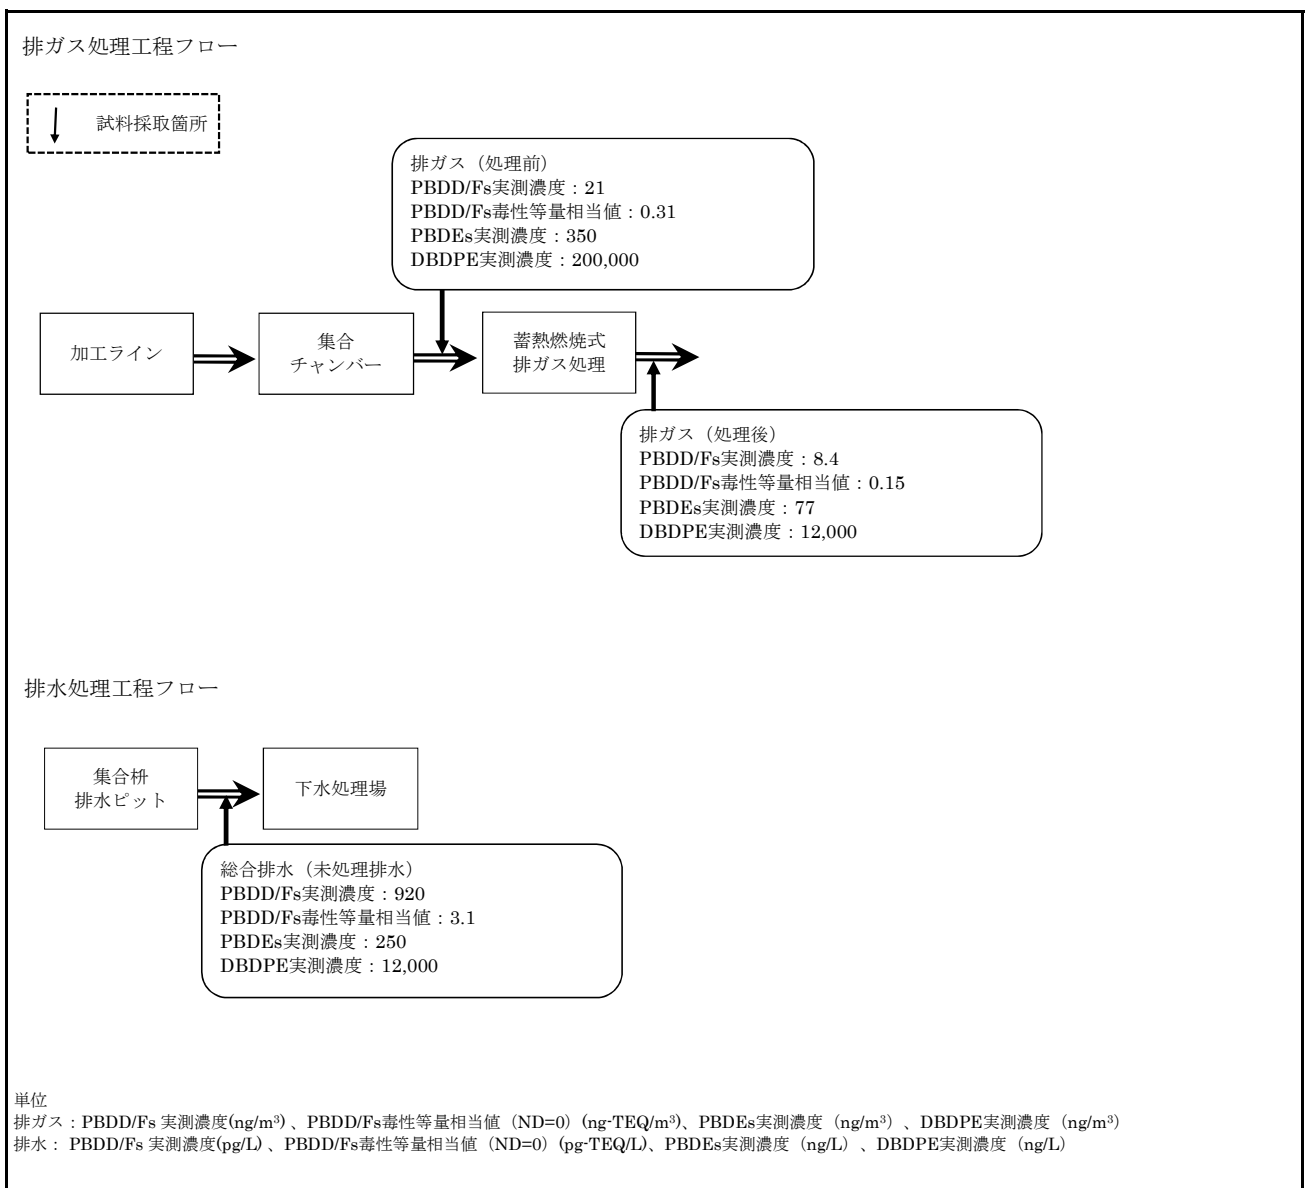 排ガス処理工程フロー
試料採取箇所
排ガス（処理前）
PBDD/Fs実測濃度：21
PBDD/Fs毒性等量相当値：0.31
PBDEs実測濃度：350
DBDPE実測濃度：200,000
加工ライン
集合
チャンバー
蓄熱燃焼式
排ガス処理
排ガス（処理後）
PBDD/Fs実測濃度：8.4
PBDD/Fs毒性等量相当値：0.15
PBDEs実測濃度：77
DBDPE実測濃度：12,000
排水処理工程フロー
集合枡
排水ピット
下水処理場
総合排水（未処理排水）
PBDD/Fs実測濃度：920
PBDD/Fs毒性等量相当値：3.1
PBDEs実測濃度：250
DBDPE実測濃度：12,000
単位
排ガス：PBDD/Fs 実測濃度(ng/m³) 、PBDD/Fs毒性等量相当値（ND=0）(ng-TEQ/m³)、PBDEs実測濃度（ng/m³）、DBDPE実測濃度（ng/m³）
排水： PBDD/Fs 実測濃度(pg/L) 、PBDD/Fs毒性等量相当値（ND=0）(pg-TEQ/L)、PBDEs実測濃度（ng/L）、DBDPE実測濃度（ng/L）